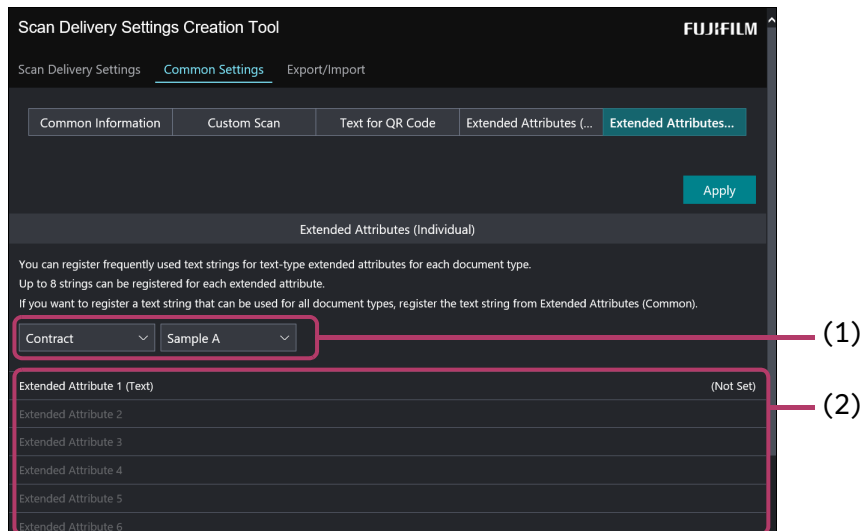 Scan Delivery Settings Creation Tool
FUJIFILM
Scan Delivery Settings Common Settings Export/Import
Common Information Custom Scan Text for QR Code Extended Attributes (... Extended Attributes...
Apply
Extended Attributes (Individual)
You can register frequently used text strings for text-type extended attributes for each document type.
Up to 8 strings can be registered for each extended attribute.
If you want to register a text string that can be used for all document types, register the text string from Extended Attributes (Common).
Contract Sample A
(1)
Extended Attribute 1 (Text) (Not Set)
(2)
Extended Attribute 2
Extended Attribute 3
Extended Attribute 4
Extended Attribute 5
Extended Attribute 6